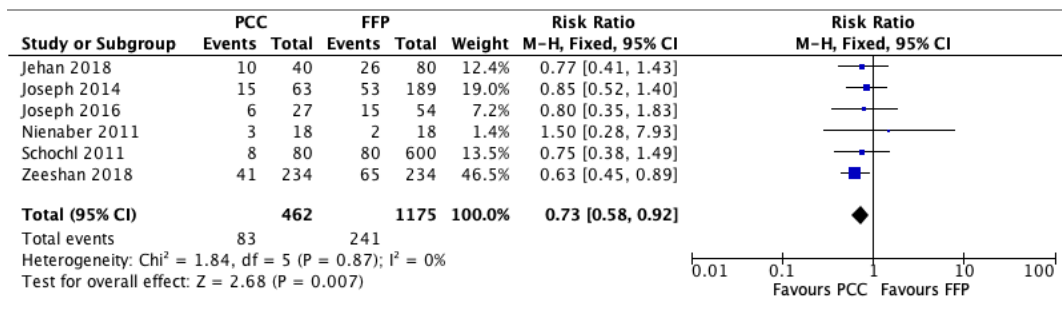 PCC FFP Risk Ratio Risk Ratio
Study or Subgroup Events Total Events Total Weight M-H, Fixed, 95% CI M-H, Fixed, 95% CI
Jehan 2018 10 40 26 80 12.4% 0.77 [0.41, 1.43]
Joseph 2014 15 63 53 189 19.0% 0.85 [0.52, 1.40]
Joseph 2016 6 27 15 54 7.2% 0.80 [0.35, 1.83]
Nienaber 2011 3 18 2 18 1.4% 1.50 [0.28, 7.93]
Schochl 2011 8 80 80 600 13.5% 0.75 [0.38, 1.49]
Zeeshan 2018 41 234 65 234 46.5% 0.63 [0.45, 0.89]
Total (95% CI) 462 1175 100.0% 0.73 [0.58, 0.92]
Total events 83 241
Heterogeneity: Chi² = 1.84, df = 5 (P = 0.87); I² = 0%
Test for overall effect: Z = 2.68 (P = 0.007)
0.01 0.1 1 10 100
Favours PCC Favours FFP